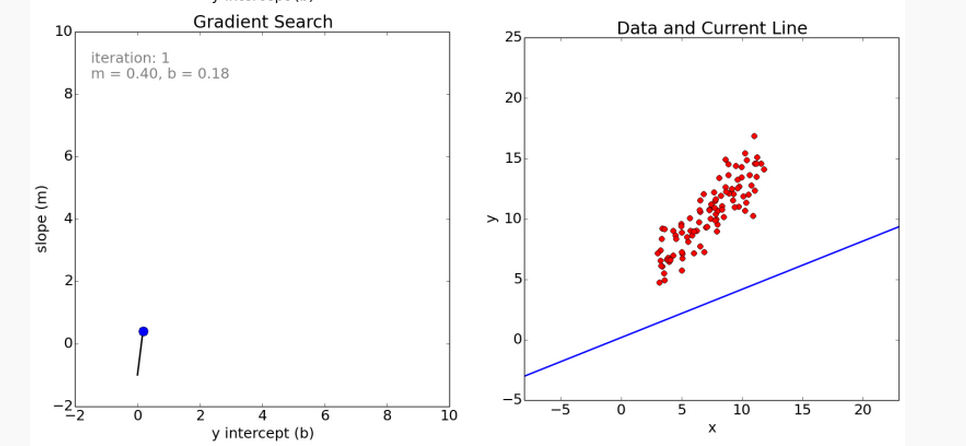 y intercept (b)
Gradient Search
iteration: 1
m = 0.40, b = 0.18
10
8
6
4
2
0
−2
−2 0 2 4 6 8 10
slope (m)
y intercept (b)
Data and Current Line
25
20
15
10
5
0
−5
−5 0 5 10 15 20
y
x